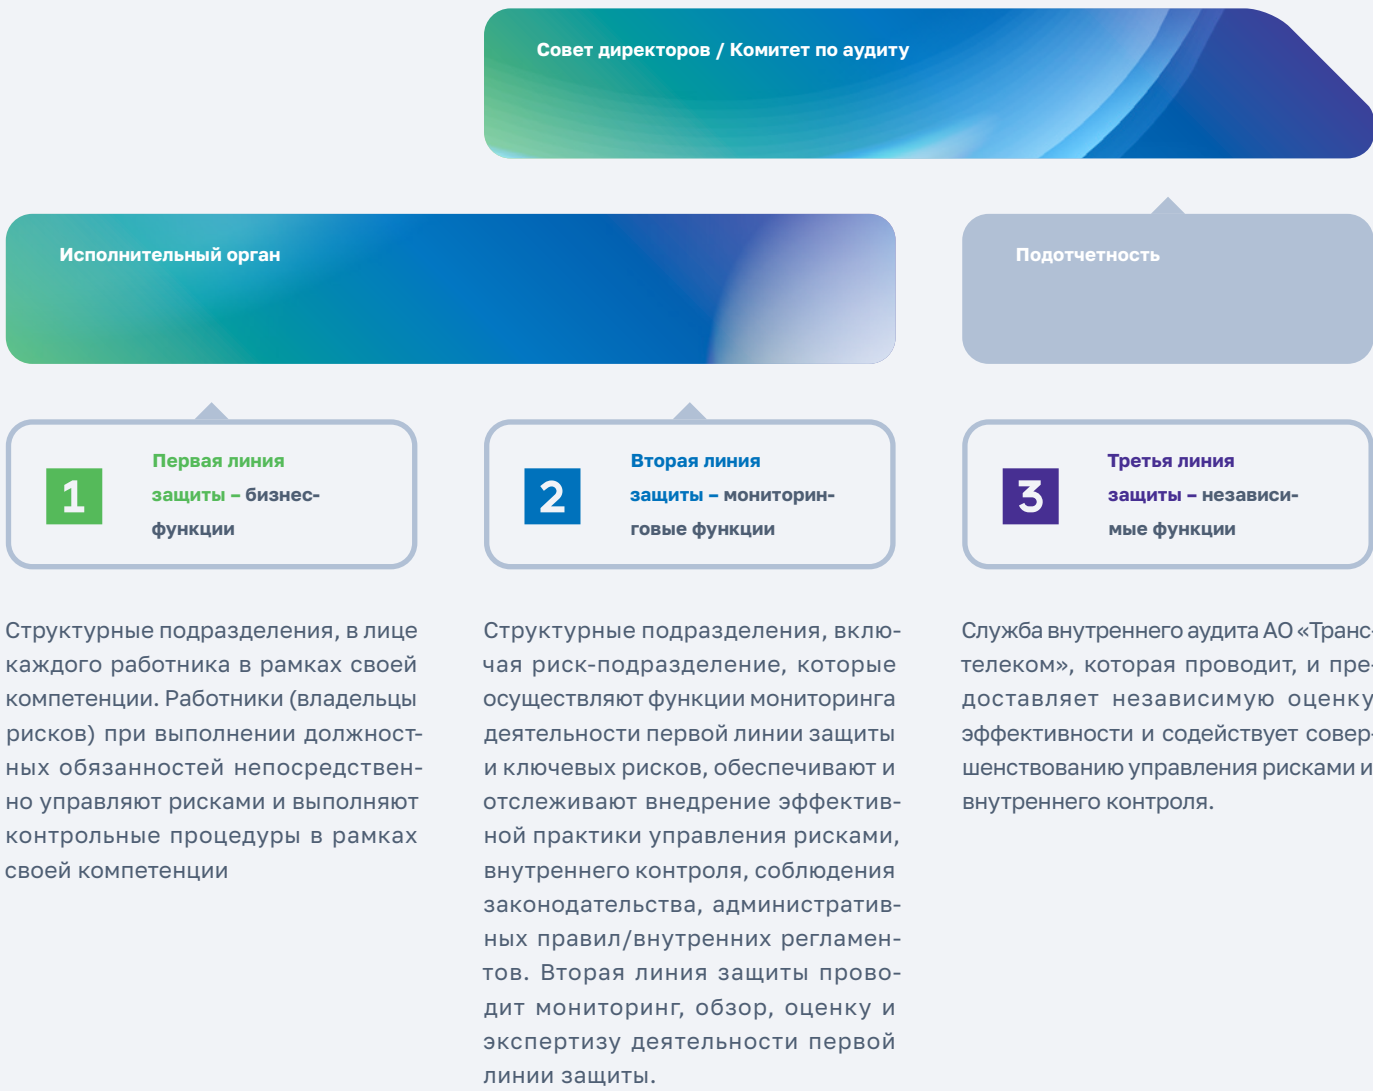 Совет директоров / Комитет по аудиту
Исполнительный орган
Подотчетность
1
Первая линия
защиты – бизнес-
функции
2
Вторая линия
защиты – мониторин-
говые функции
3
Третья линия
защиты – независи-
мые функции
Структурные подразделения, в лице
каждого работника в рамках своей
компетенции. Работники (владельцы
рисков) при выполнении должност-
ных обязанностей непосредствен-
но управляют рисками и выполняют
контрольные процедуры в рамках
своей компетенции
Структурные подразделения, вклю-
чая риск-подразделение, которые
осуществляют функции мониторинга
деятельности первой линии защиты
и ключевых рисков, обеспечивают и
отслеживают внедрение эффектив-
ной практики управления рисками,
внутреннего контроля, соблюдения
законодательства, административ-
ных правил/внутренних регламен-
тов. Вторая линия защиты прово-
дит мониторинг, обзор, оценку и
экспертизу деятельности первой
линии защиты.
Служба внутреннего аудита АО «Транс-
телеком», которая проводит, и пре-
доставляет независимую оценку
эффективности и содействует совер-
шенствованию управления рисками и
внутреннего контроля.